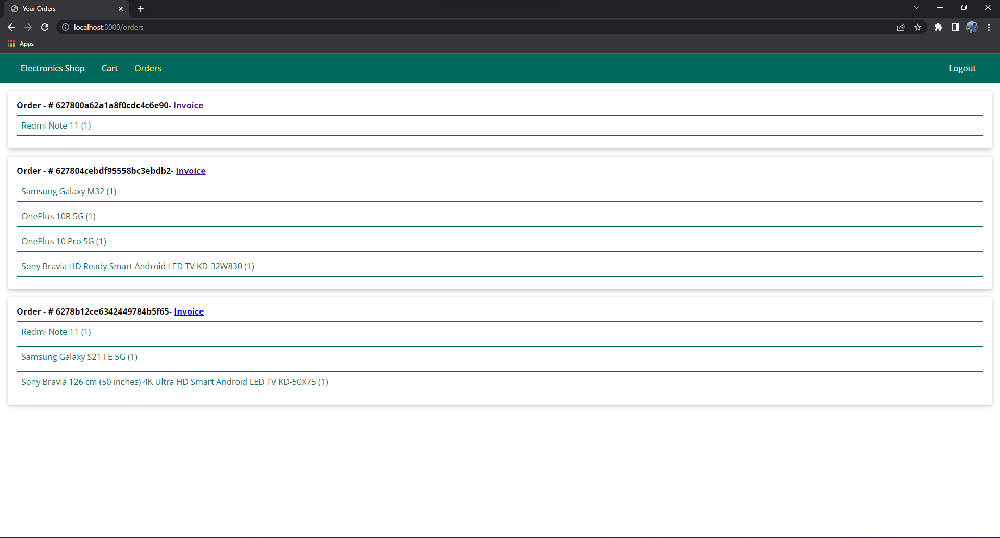 Your Orders
localhost:3000/orders
Apps
Electronics Shop Cart Orders Logout
Order - # 627800a62a1a8f0cdc4c6e90- Invoice
Redmi Note 11 (1)
Order - # 627804cebdf95558bc3ebdb2- Invoice
Samsung Galaxy M32 (1)
OnePlus 10R 5G (1)
OnePlus 10 Pro 5G (1)
Sony Bravia HD Ready Smart Android LED TV KD-32W830 (1)
Order - # 6278b12ce6342449784b5f65- Invoice
Redmi Note 11 (1)
Samsung Galaxy S21 FE 5G (1)
Sony Bravia 126 cm (50 inches) 4K Ultra HD Smart Android LED TV KD-50X75 (1)